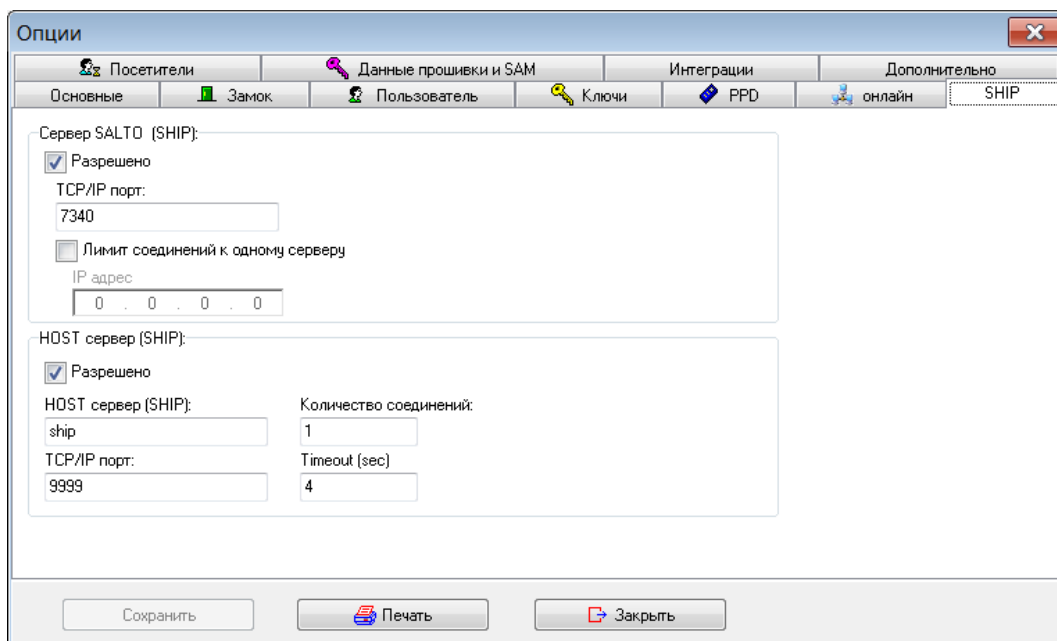 Опции
Посетители Данные прошивки и SAM Интеграции Дополнительно
Основные Замок Пользователь Ключи PPD онлайн SHIP
Сервер SALTO (SHIP):
Разрешено
TCP/IP порт:
7340
Лимит соединений к одному серверу
IP адрес
0 . 0 . 0 . 0
HOST сервер (SHIP):
Разрешено
HOST сервер (SHIP): Количество соединений:
ship 1
TCP/IP порт: Timeout (sec)
9999 4
Сохранить Печать Закрыть